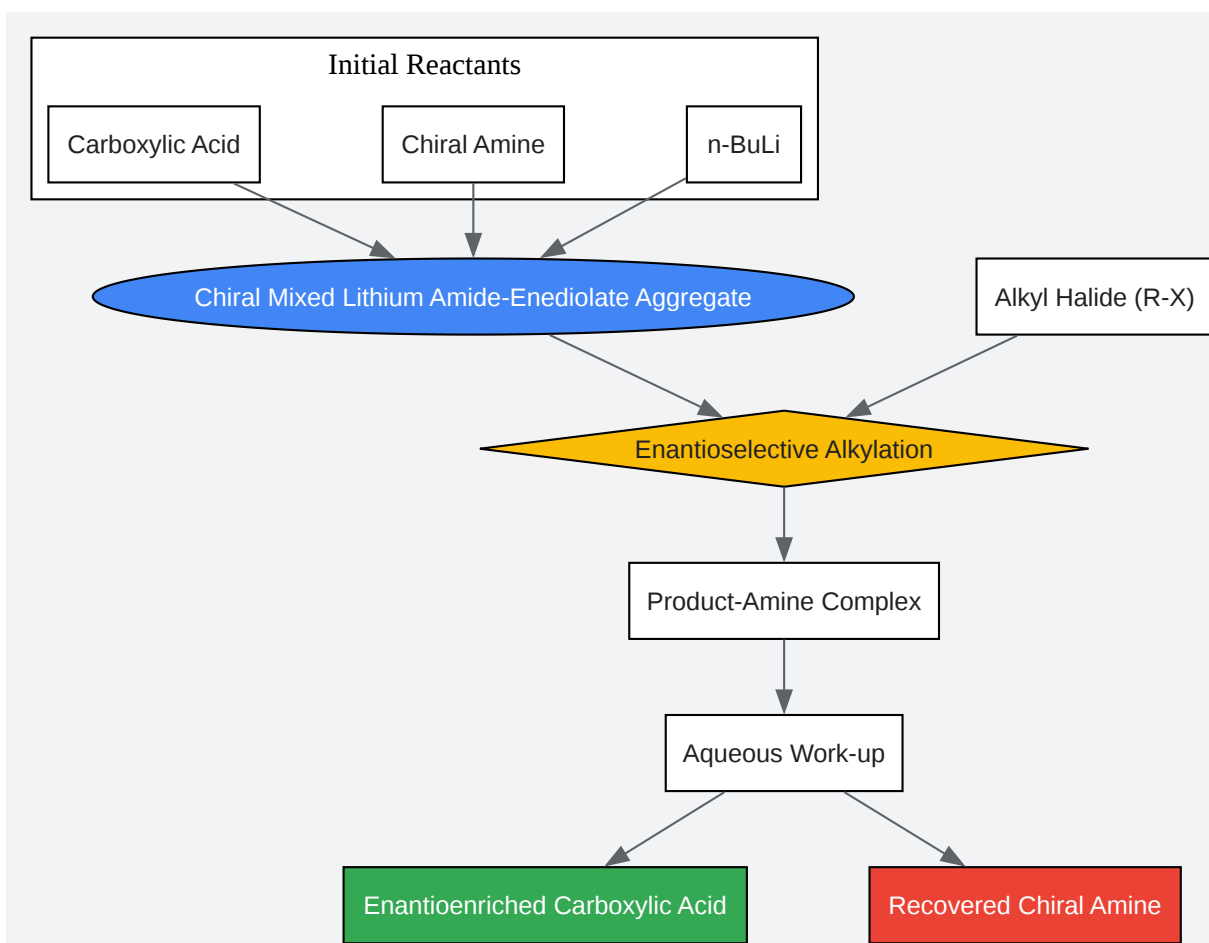 Initial Reactants
Carboxylic Acid
Chiral Amine
n-BuLi
Chiral Mixed Lithium Amide-Enediolate Aggregate
Alkyl Halide (R-X)
Enantioselective Alkylation
Product-Amine Complex
Aqueous Work-up
Enantioenriched Carboxylic Acid
Recovered Chiral Amine